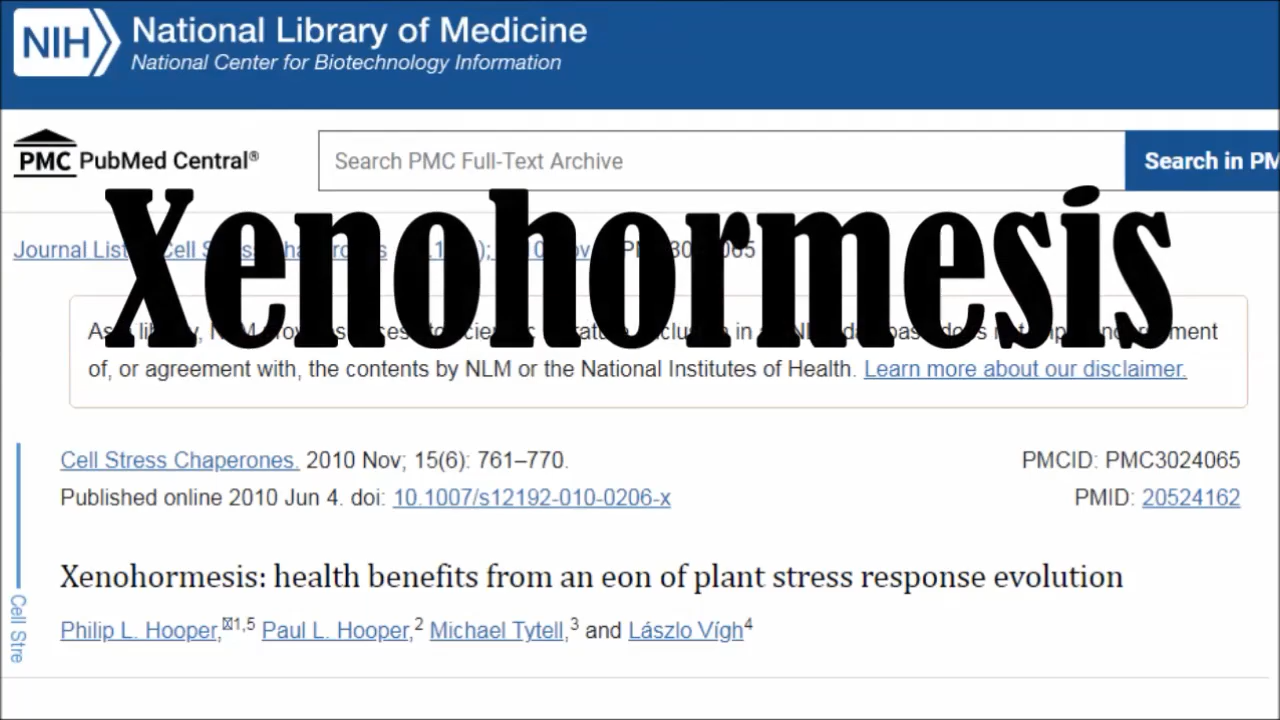 NIH National Library of Medicine
National Center for Biotechnology Information
PMC PubMed Central®
Search PMC Full-Text Archive
Search in PM
Xenohormesis
Journal List
of, or agreement with, the contents by NLM or the National Institutes of Health. Learn more about our disclaimer.
Cell Stress Chaperones. 2010 Nov; 15(6): 761–770.
PMCID: PMC3024065
Published online 2010 Jun 4. doi: 10.1007/s12192-010-0206-x
PMID: 20524162
Xenohormesis: health benefits from an eon of plant stress response evolution
Philip L. Hooper,1,5 Paul L. Hooper,2 Michael Tytell,3 and László Vígh4
Cell Stre